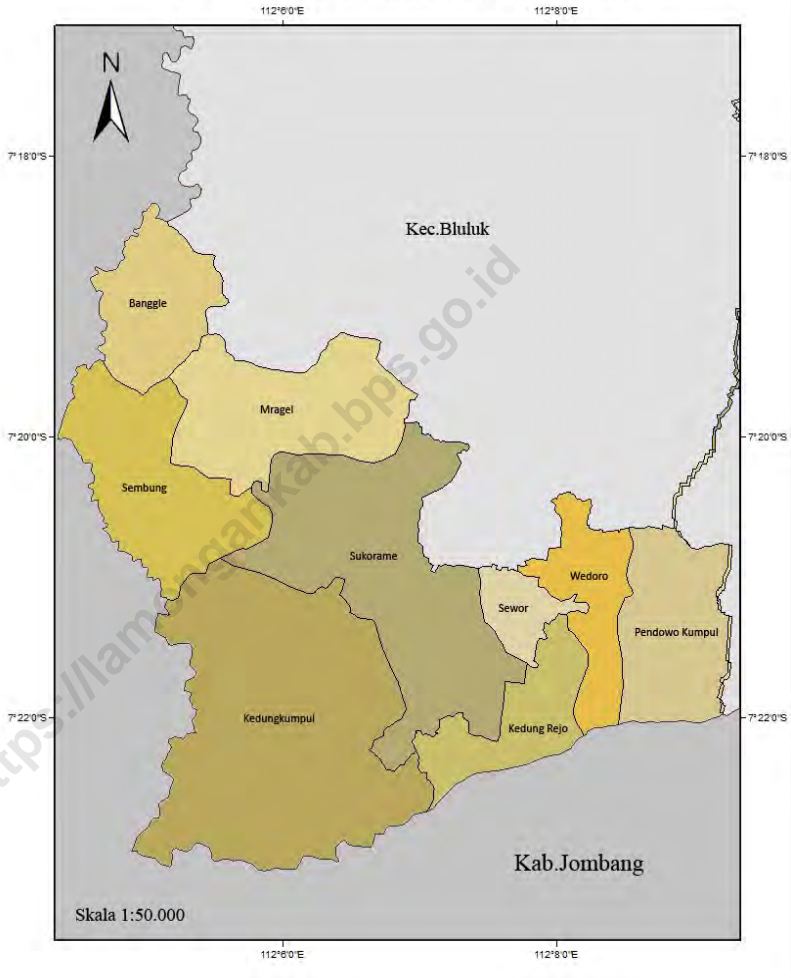 112°6'0"E
112°8'0"E
N
7°18'0"S
7°18'0"S
Kec.Bluluk
Banggle
Mragel
7°20'0"S
7°20'0"S
Sembung
Sukorame
Wedoro
Sewor
Pendowo Kumpul
7°22'0"S
7°22'0"S
Kedungkumpul
Kedung Rejo
Kab.Jombang
Skala 1:50.000
112°6'0"E
112°8'0"E
https://lamongankab.bps.go.id